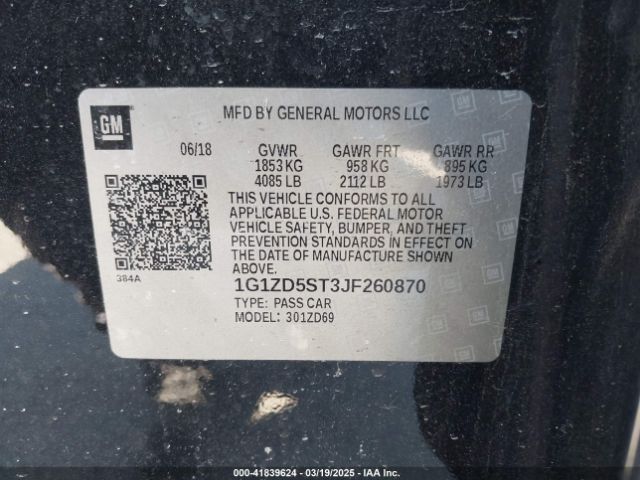 GM
MFD BY GENERAL MOTORS LLC
06/18 GVWR GAWR FRT GAWR RR
1853 KG 958 KG 895 KG
4085 LB 2112 LB 1973 LB
THIS VEHICLE CONFORMS TO ALL
APPLICABLE U.S. FEDERAL MOTOR
VEHICLE SAFETY, BUMPER, AND THEFT
PREVENTION STANDARDS IN EFFECT ON
THE DATE OF MANUFACTURE SHOWN
ABOVE.
384A
1G1ZD5ST3JF260870
TYPE: PASS CAR
MODEL: 301ZD69
000-41839624 — 03/19/2025 — IAA Inc.